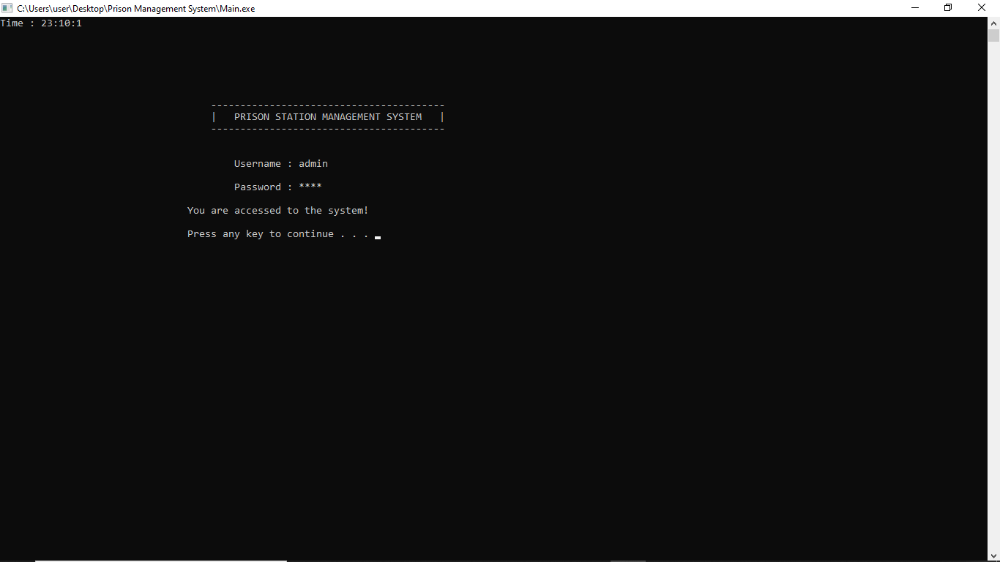 C:\Users\user\Desktop\Prison Management System\Main.exe
Time : 23:10:1
----------------------------------------
|   PRISON STATION MANAGEMENT SYSTEM   |
----------------------------------------
Username : admin
Password : ****
You are accessed to the system!
Press any key to continue . . .